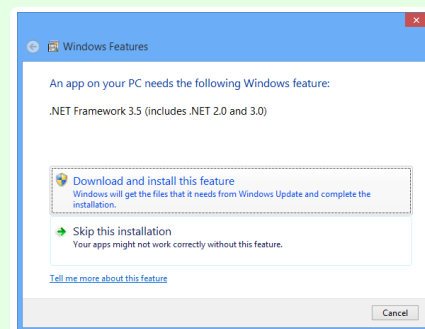 Windows Features
An app on your PC needs the following Windows feature:
.NET Framework 3.5 (includes .NET 2.0 and 3.0)
Download and install this feature
Windows will get the files that it needs from Windows Update and complete the
installation.
Skip this installation
Your apps might not work correctly without this feature.
Tell me more about this feature
Cancel